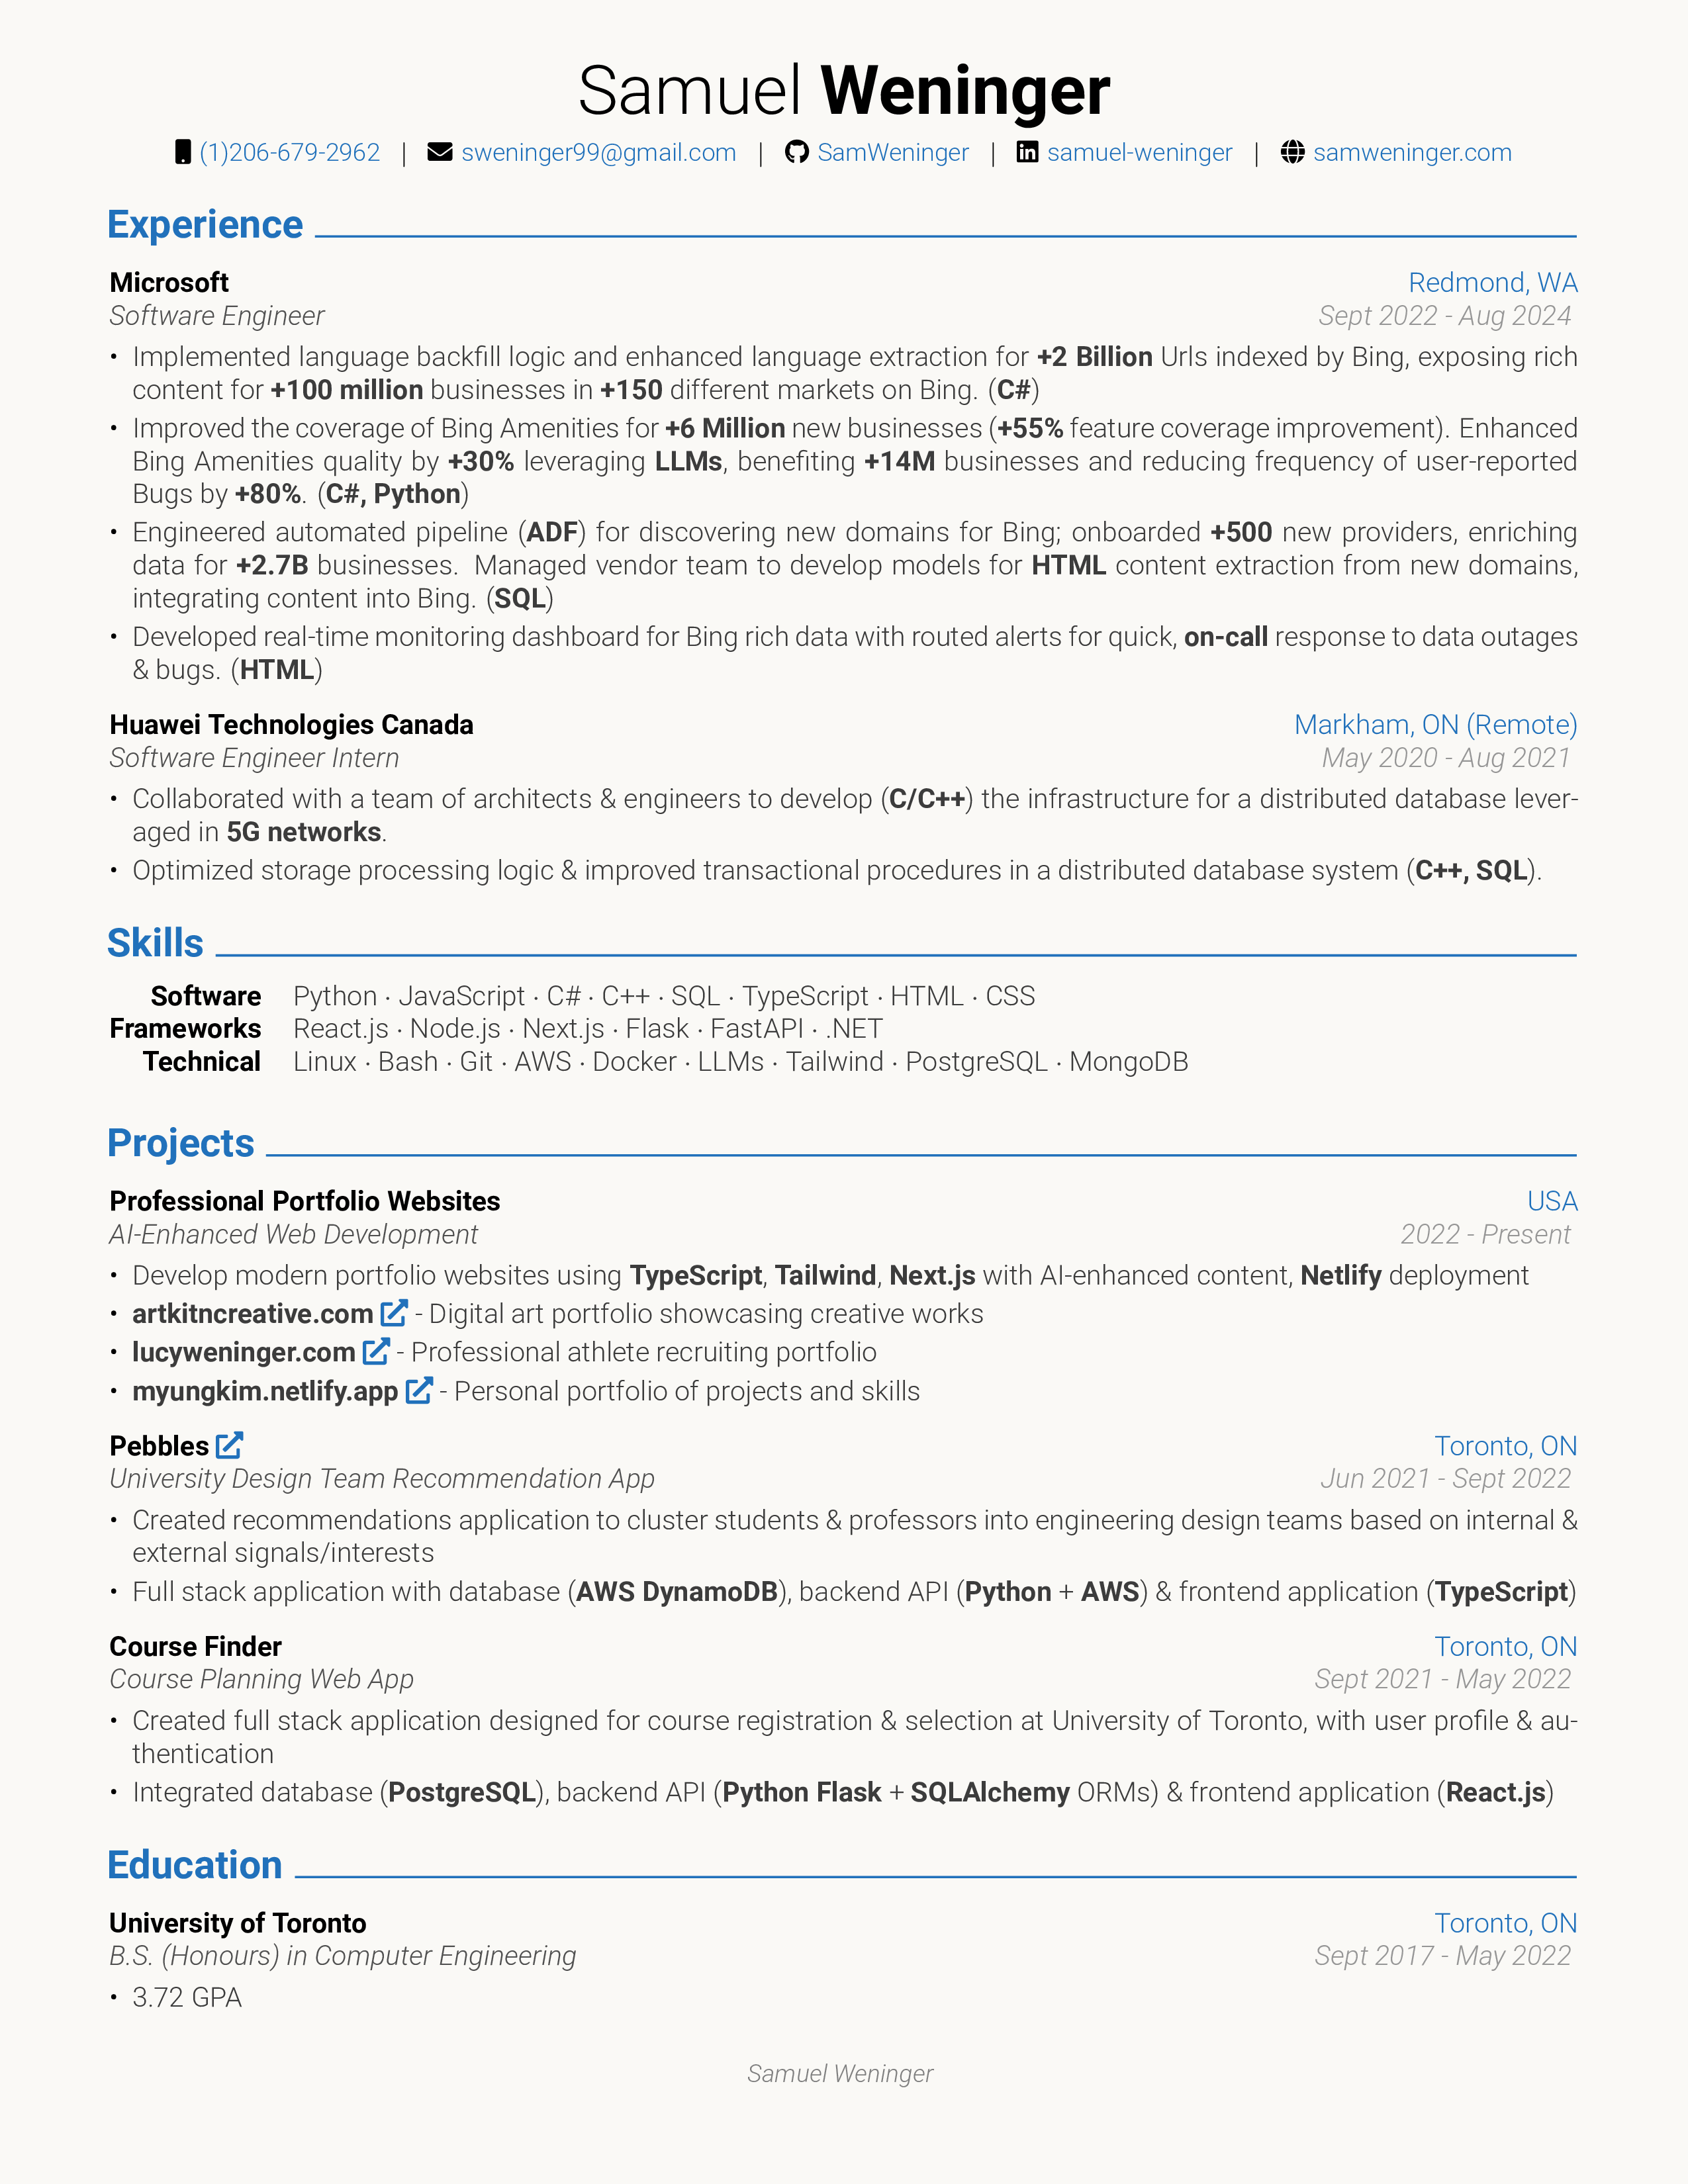 Samuel Weninger
(1)206-679-2962 | sweninger99@gmail.com | SamWeninger | samuel-weninger | samweninger.com
Experience
Microsoft Redmond, WA
Software Engineer Sept 2022 - Aug 2024
• Implemented language backfill logic and enhanced language extraction for +2 Billion Urls indexed by Bing, exposing rich
content for +100 million businesses in +150 different markets on Bing. (C#)
• Improved the coverage of Bing Amenities for +6 Million new businesses (+55% feature coverage improvement). Enhanced
Bing Amenities quality by +30% leveraging LLMs, benefiting +14M businesses and reducing frequency of user-reported
Bugs by +80%. (C#, Python)
• Engineered automated pipeline (ADF) for discovering new domains for Bing; onboarded +500 new providers, enriching
data for +2.7B businesses. Managed vendor team to develop models for HTML content extraction from new domains,
integrating content into Bing. (SQL)
• Developed real-time monitoring dashboard for Bing rich data with routed alerts for quick, on-call response to data outages
& bugs. (HTML)
Huawei Technologies Canada Markham, ON (Remote)
Software Engineer Intern May 2020 - Aug 2021
• Collaborated with a team of architects & engineers to develop (C/C++) the infrastructure for a distributed database lever-
aged in 5G networks.
• Optimized storage processing logic & improved transactional procedures in a distributed database system (C++, SQL).
Skills
Software Python · JavaScript · C# · C++ · SQL · TypeScript · HTML · CSS
Frameworks React.js · Node.js · Next.js · Flask · FastAPI · .NET
Technical Linux · Bash · Git · AWS · Docker · LLMs · Tailwind · PostgreSQL · MongoDB
Projects
Professional Portfolio Websites USA
AI-Enhanced Web Development 2022 - Present
• Develop modern portfolio websites using TypeScript, Tailwind, Next.js with AI-enhanced content, Netlify deployment
• artkitncreative.com - Digital art portfolio showcasing creative works
• lucyweninger.com - Professional athlete recruiting portfolio
• myungkim.netlify.app - Personal portfolio of projects and skills
Pebbles Toronto, ON
University Design Team Recommendation App Jun 2021 - Sept 2022
• Created recommendations application to cluster students & professors into engineering design teams based on internal &
external signals/interests
• Full stack application with database (AWS DynamoDB), backend API (Python + AWS) & frontend application (TypeScript)
Course Finder Toronto, ON
Course Planning Web App Sept 2021 - May 2022
• Created full stack application designed for course registration & selection at University of Toronto, with user profile & au-
thentication
• Integrated database (PostgreSQL), backend API (Python Flask + SQLAlchemy ORMs) & frontend application (React.js)
Education
University of Toronto Toronto, ON
B.S. (Honours) in Computer Engineering Sept 2017 - May 2022
• 3.72 GPA
Samuel Weninger